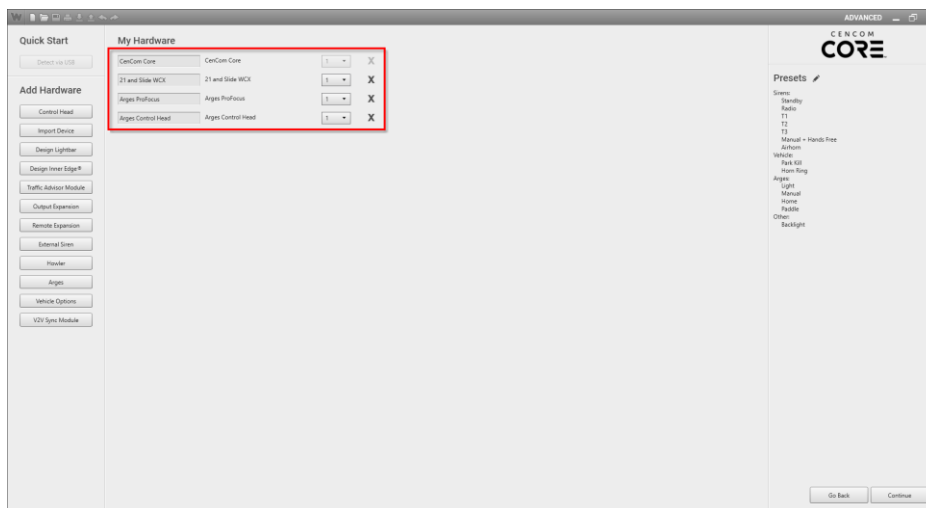 ADVANCED
Quick Start
Detect via USB
Add Hardware
Control Head
Import Device
Design Lightbar
Design Inner Edge®
Traffic Advisor Module
Output Expansion
Remote Expansion
External Siren
Howler
Arges
Vehicle Options
V2V Sync Module
My Hardware
CenCom Core CenCom Core 1 X
21 and Slide WCX 21 and Slide WCX 1 X
Arges ProFocus Arges ProFocus 1 X
Arges Control Head Arges Control Head 1 X
CENCOM
CORE
Presets
Sirens:
Standby
Radio
T1
T2
T3
Manual + Hands Free
Airhorn
Vehicle:
Park Kill
Horn Ring
Arges:
Light
Manual
Home
Paddle
Other:
Backlight
Go Back Continue